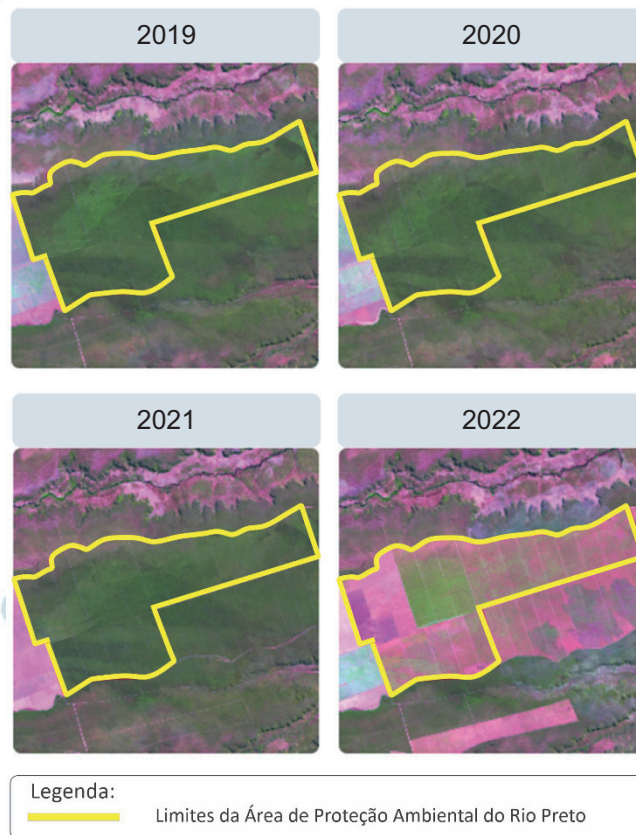 2019
2020
2021
2022
Legenda:
Limites da Área de Proteção Ambiental do Rio Preto